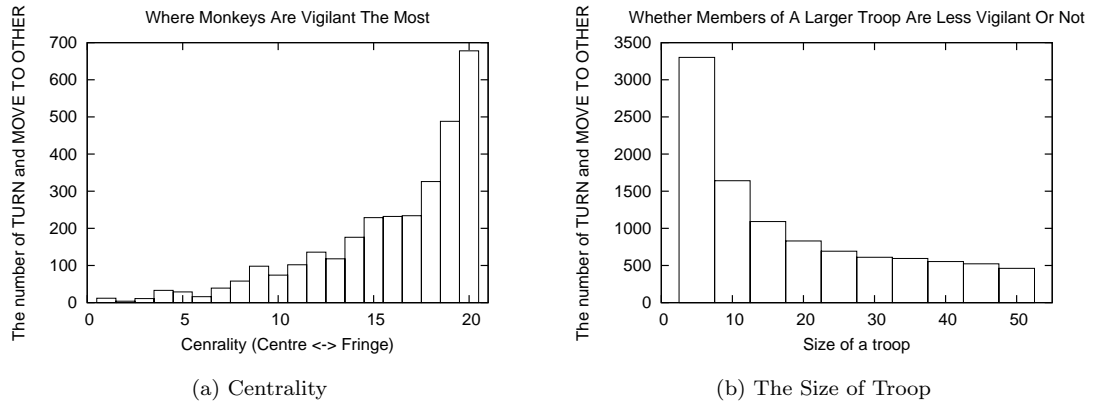 Where Monkeys Are Vigilant The Most
The number of TURN and MOVE TO OTHER
700
600
500
400
300
200
100
0
0 5 10 15 20
Cenrality (Centre <-> Fringe)
(a) Centrality
Whether Members of A Larger Troop Are Less Vigilant Or Not
The number of TURN and MOVE TO OTHER
3500
3000
2500
2000
1500
1000
500
0
0 10 20 30 40 50
Size of a troop
(b) The Size of Troop